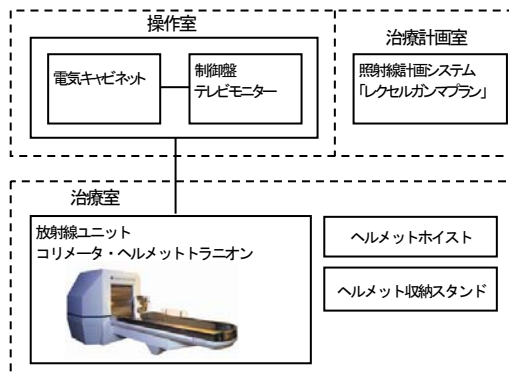 操作室
電気キャビネット
制御盤
テレビモニター
治療計画室
照射線計画システム
「レクセルガンマプラン」
治療室
放射線ユニット
コリメータ・ヘルメットトラニオン
ヘルメットホイスト
ヘルメット収納スタンド